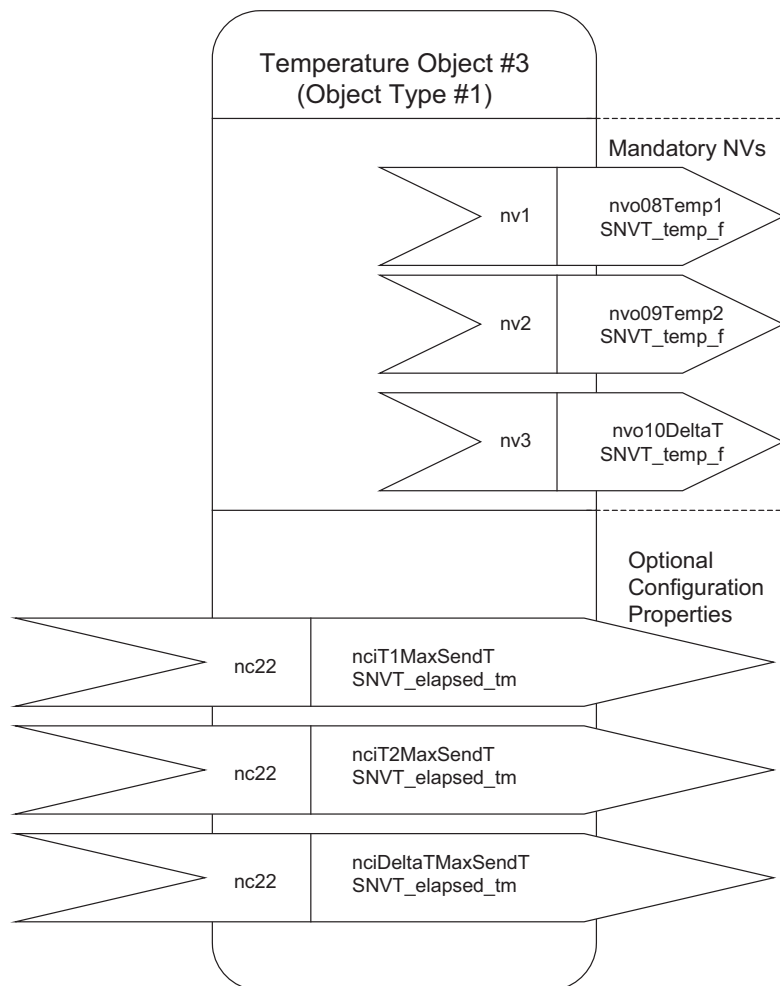 Temperature Object #3
(Object Type #1)
Mandatory NVs
nv1
nvo08Temp1
SNVT_temp_f
nv2
nvo09Temp2
SNVT_temp_f
nv3
nvo10DeltaT
SNVT_temp_f
Optional
Configuration
Properties
nc22
nciT1MaxSendT
SNVT_elapsed_tm
nc22
nciT2MaxSendT
SNVT_elapsed_tm
nc22
nciDeltaTMaxSendT
SNVT_elapsed_tm